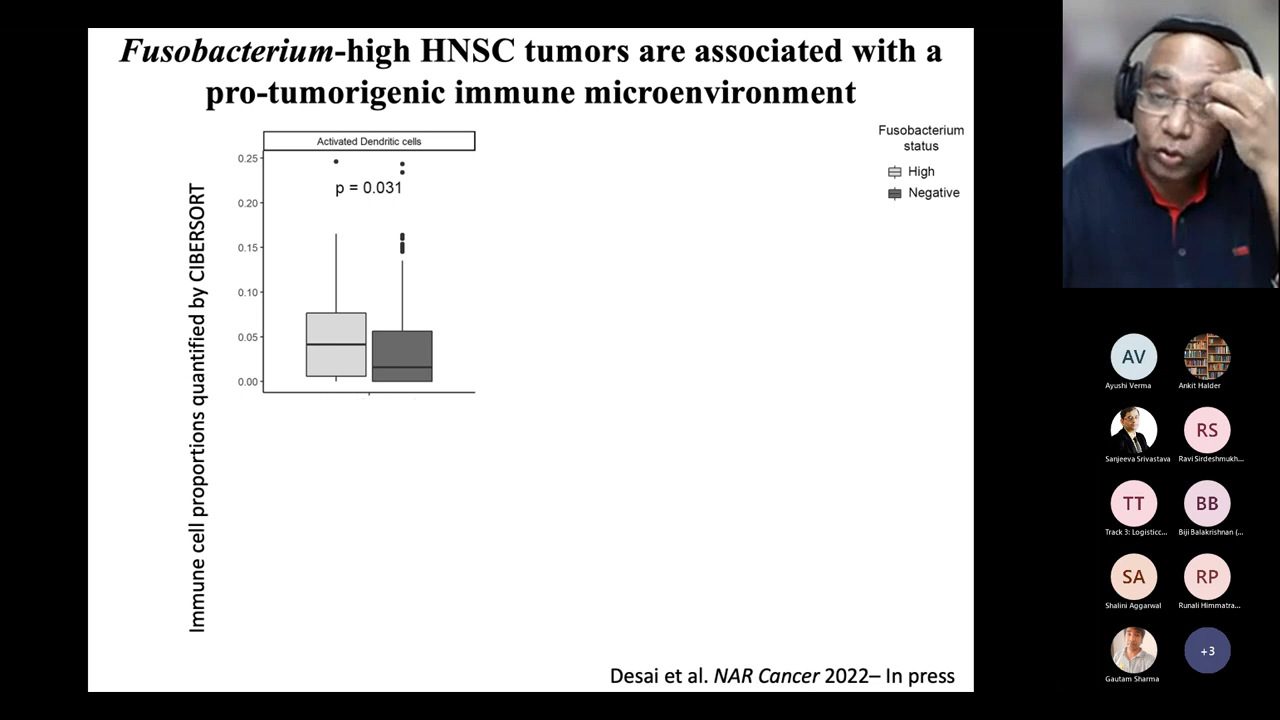 Fusobacterium-high HNSC tumors are associated with a
pro-tumorigenic immune microenvironment
Immune cell proportions quantified by CIBERSORT
Activated Dendritic cells
p = 0.031
0.25
0.20
0.15
0.10
0.05
0.00
Fusobacterium
status
High
Negative
Desai et al. NAR Cancer 2022– In press
AV
Ayushi Verma
Ankit Halder
Sanjeeva Srivastava
RS
Ravi Sirdeshmukh...
TT
Track 3: Logisticc...
BB
Biji Balakrishnan (...
SA
Shalini Aggarwal
RP
Runali Himmatra...
Gautam Sharma
+3